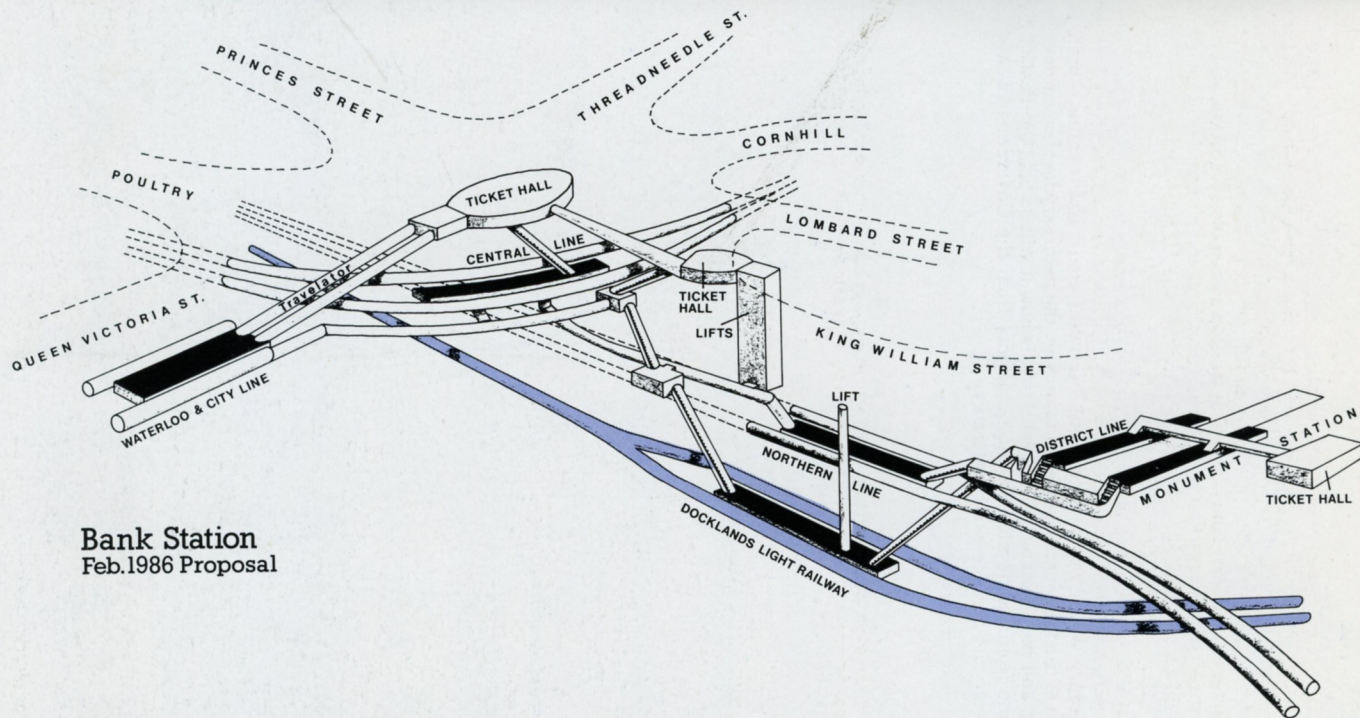 PRINCES STREET
THREADNEEDLE ST.
CORNHILL
POULTRY
TICKET HALL
LOMBARD STREET
CENTRAL LINE
Travelator
TICKET
HALL
LIFTS
QUEEN VICTORIA ST.
KING WILLIAM STREET
WATERLOO & CITY LINE
LIFT
DISTRICT LINE
MONUMENT STATION
NORTHERN LINE
TICKET HALL
DOCKLANDS LIGHT RAILWAY
Bank Station
Feb.1986 Proposal